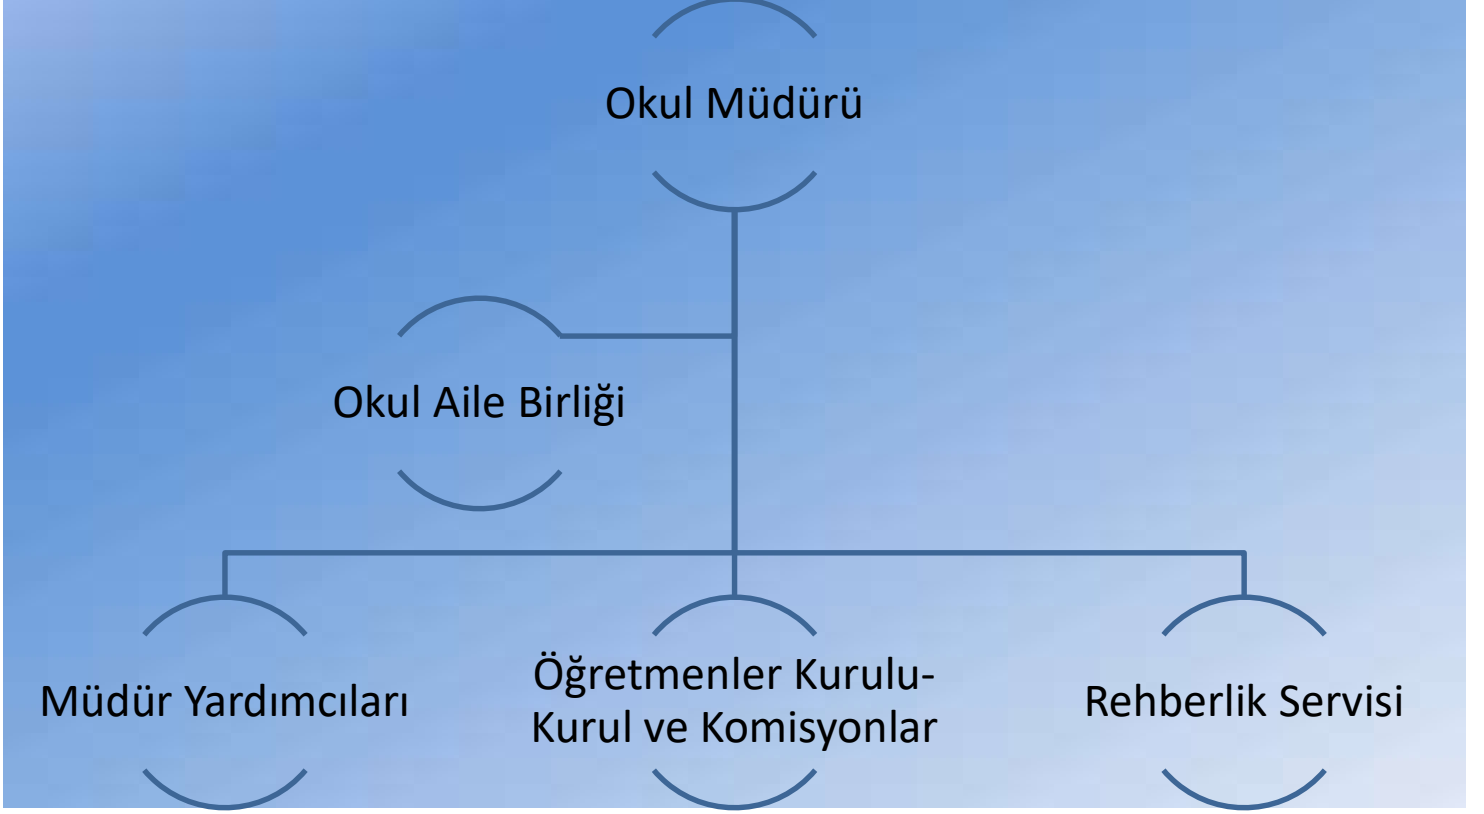 Okul Müdürü
Okul Aile Birliği
Müdür Yardımcıları
Öğretmenler Kurulu-
Kurul ve Komisyonlar
Rehberlik Servisi